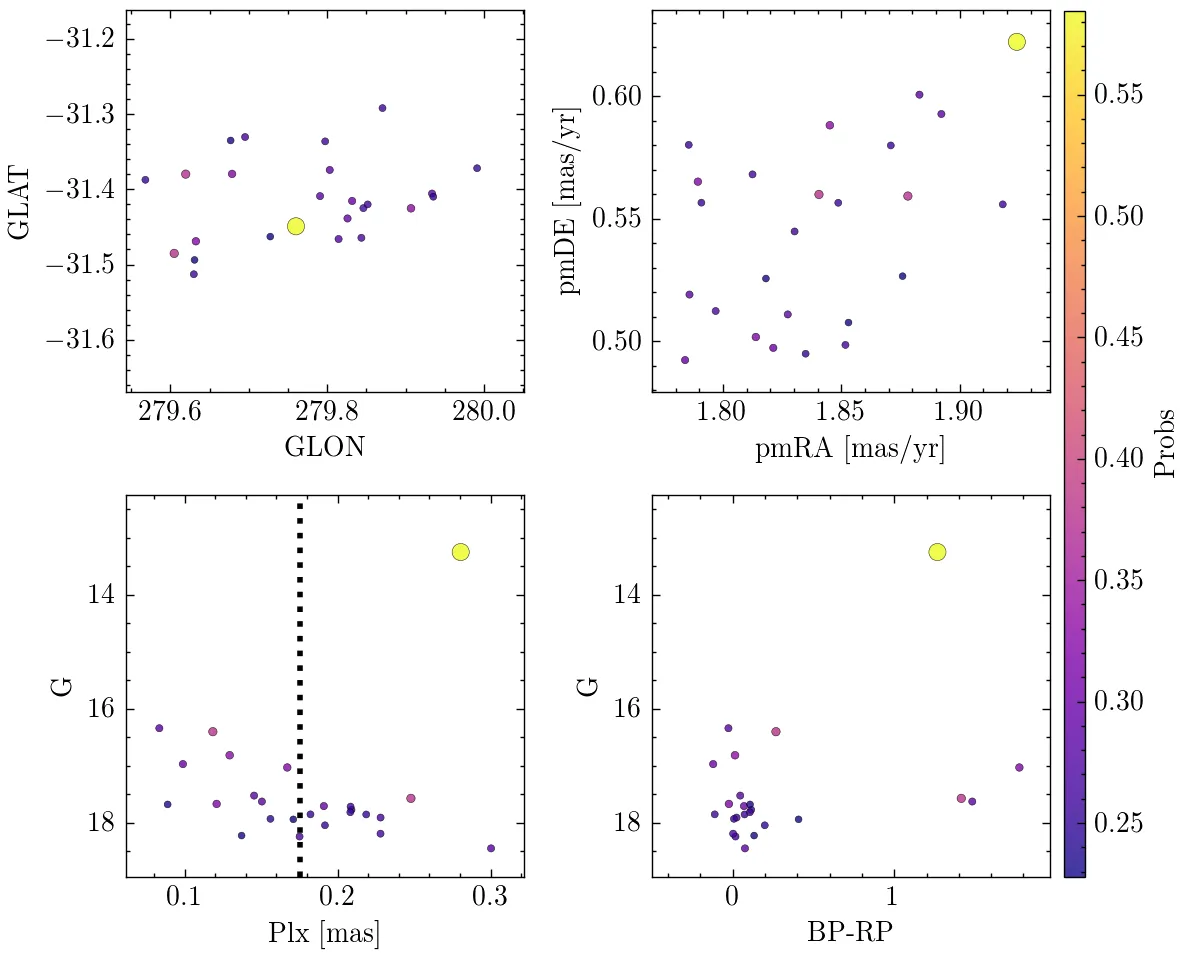 −31.2
−31.3
−31.4
−31.5
−31.6
GLAT
279.6 279.8 280.0
GLON
0.60
0.55
0.50
pmDE [mas/yr]
1.80 1.85 1.90
pmRA [mas/yr]
14
16
18
G
0.1 0.2 0.3
Plx [mas]
14
16
18
G
0 1
BP-RP
0.55
0.50
0.45
0.40
0.35
0.30
0.25
Probs